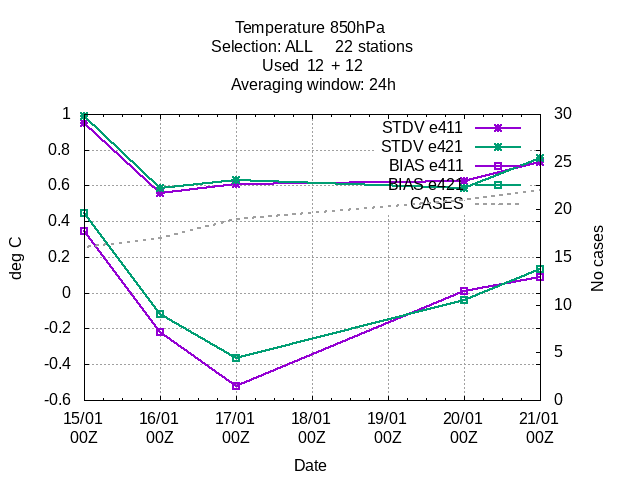 Temperature 850hPa
Selection: ALL 22 stations
Used 12 + 12
Averaging window: 24h
1
0.8
0.6
0.4
0.2
0
-0.2
-0.4
-0.6
deg C
30
25
20
15
10
5
0
No cases
STDV e411
STDV e421
BIAS e411
BIAS e421
CASES
15/01 16/01 17/01 18/01 19/01 20/01 21/01
00Z 00Z 00Z 00Z 00Z 00Z 00Z
Date